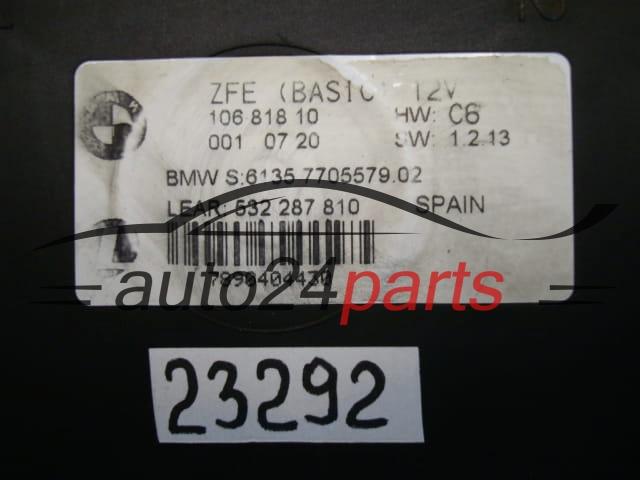 ZFE (BASIC) 12V
106 818 10 HW: C6
001 07 20 SW: 1.2.13
BMW S:6135 7705579.02
LEAR: 532 287 810 SPAIN
7890404430
auto24parts
23292